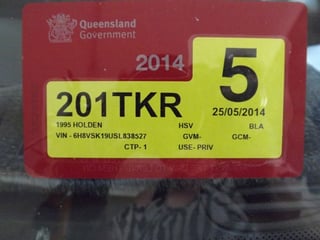 Queensland
Government
2014
5
201TKR
25/05/2014
1995 HOLDEN HSV BLA
VIN - 6H8VSK19USL838527 GVM- GCM-
CTP- 1 USE- PRIV